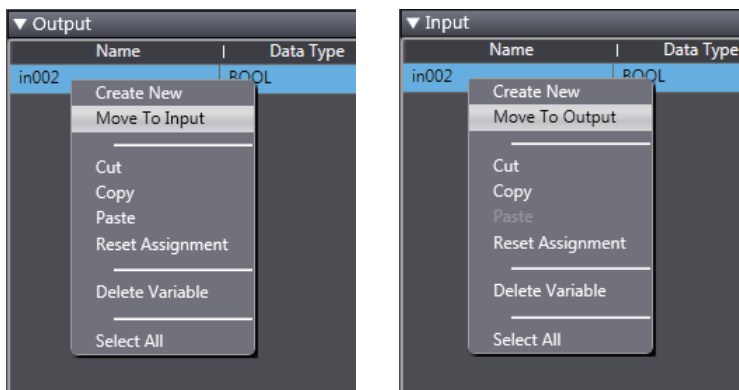 ▼ Output
Name | Data Type
in002 BOOL
Create New
Move To Input
Cut
Copy
Paste
Reset Assignment
Delete Variable
Select All
▼ Input
Name | Data Type
in002 BOOL
Create New
Move To Output
Cut
Copy
Paste
Reset Assignment
Delete Variable
Select All